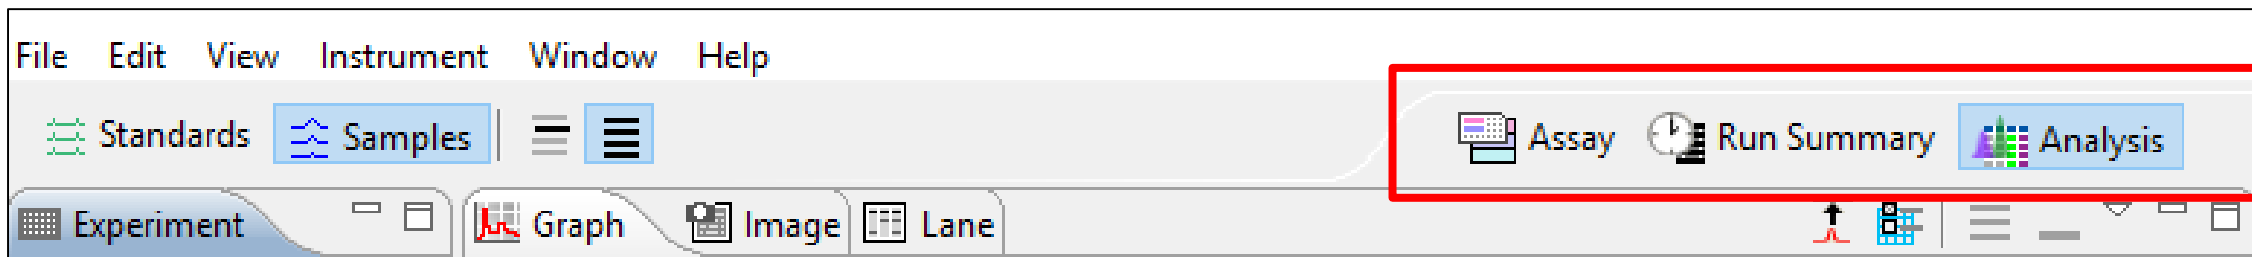 File Edit View Instrument Window Help
Standards Samples Assay Run Summary Analysis
Experiment Graph Image Lane